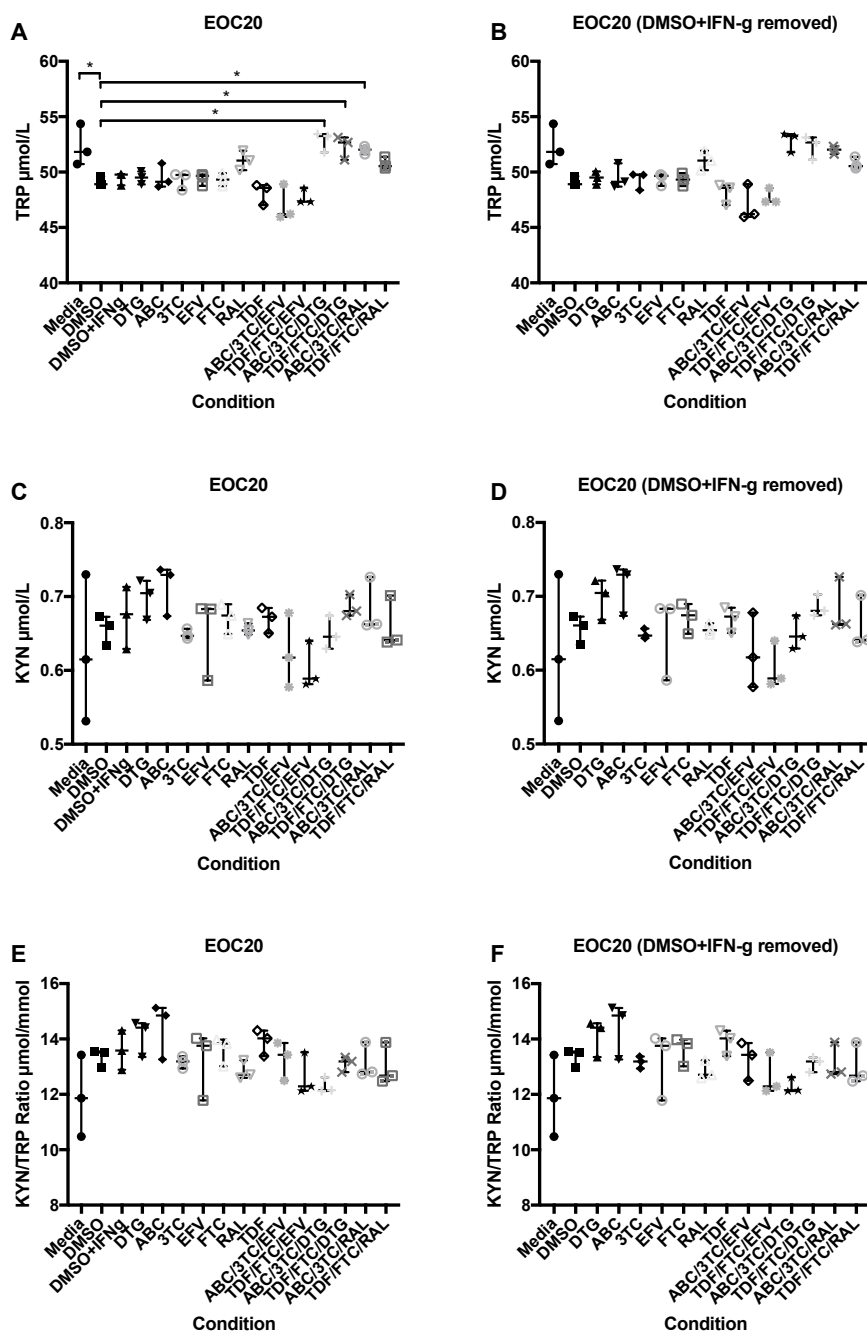 A
EOC20
*
*
*
*
TRP µmol/L
55
50
45
40
Media
DMSO
DMSO+IFNg
DTG
ABC
3TC
EFV
FTC
RAL
TDF
ABC/3TC/EFV
TDF/FTC/EFV
ABC/3TC/DTG
TDF/FTC/DTG
ABC/3TC/RAL
TDF/FTC/RAL
Condition
B
EOC20 (DMSO+IFN-g removed)
TRP µmol/L
60
55
50
45
40
Media
DMSO
DTG
ABC
3TC
EFV
FTC
RAL
TDF
ABC/3TC/EFV
TDF/FTC/EFV
ABC/3TC/DTG
TDF/FTC/DTG
ABC/3TC/RAL
TDF/FTC/RAL
Condition
C
EOC20
KYN µmol/L
0.8
0.7
0.6
0.5
Media
DMSO
DMSO+IFNg
DTG
ABC
3TC
EFV
FTC
RAL
TDF
ABC/3TC/EFV
TDF/FTC/EFV
ABC/3TC/DTG
TDF/FTC/DTG
ABC/3TC/RAL
TDF/FTC/RAL
Condition
D
EOC20 (DMSO+IFN-g removed)
KYN µmol/L
0.8
0.7
0.6
0.5
Media
DMSO
DTG
ABC
3TC
EFV
FTC
RAL
TDF
ABC/3TC/EFV
TDF/FTC/EFV
ABC/3TC/DTG
TDF/FTC/DTG
ABC/3TC/RAL
TDF/FTC/RAL
Condition
E
EOC20
KYN/TRP Ratio µmol/mmol
16
14
12
10
8
Media
DMSO
DMSO+IFNg
DTG
ABC
3TC
EFV
FTC
RAL
TDF
ABC/3TC/EFV
TDF/FTC/EFV
ABC/3TC/DTG
TDF/FTC/DTG
ABC/3TC/RAL
TDF/FTC/RAL
Condition
F
EOC20 (DMSO+IFN-g removed)
KYN/TRP Ratio µmol/mmol
16
14
12
10
8
Media
DMSO
DTG
ABC
3TC
EFV
FTC
RAL
TDF
ABC/3TC/EFV
TDF/FTC/EFV
ABC/3TC/DTG
TDF/FTC/DTG
ABC/3TC/RAL
TDF/FTC/RAL
Condition